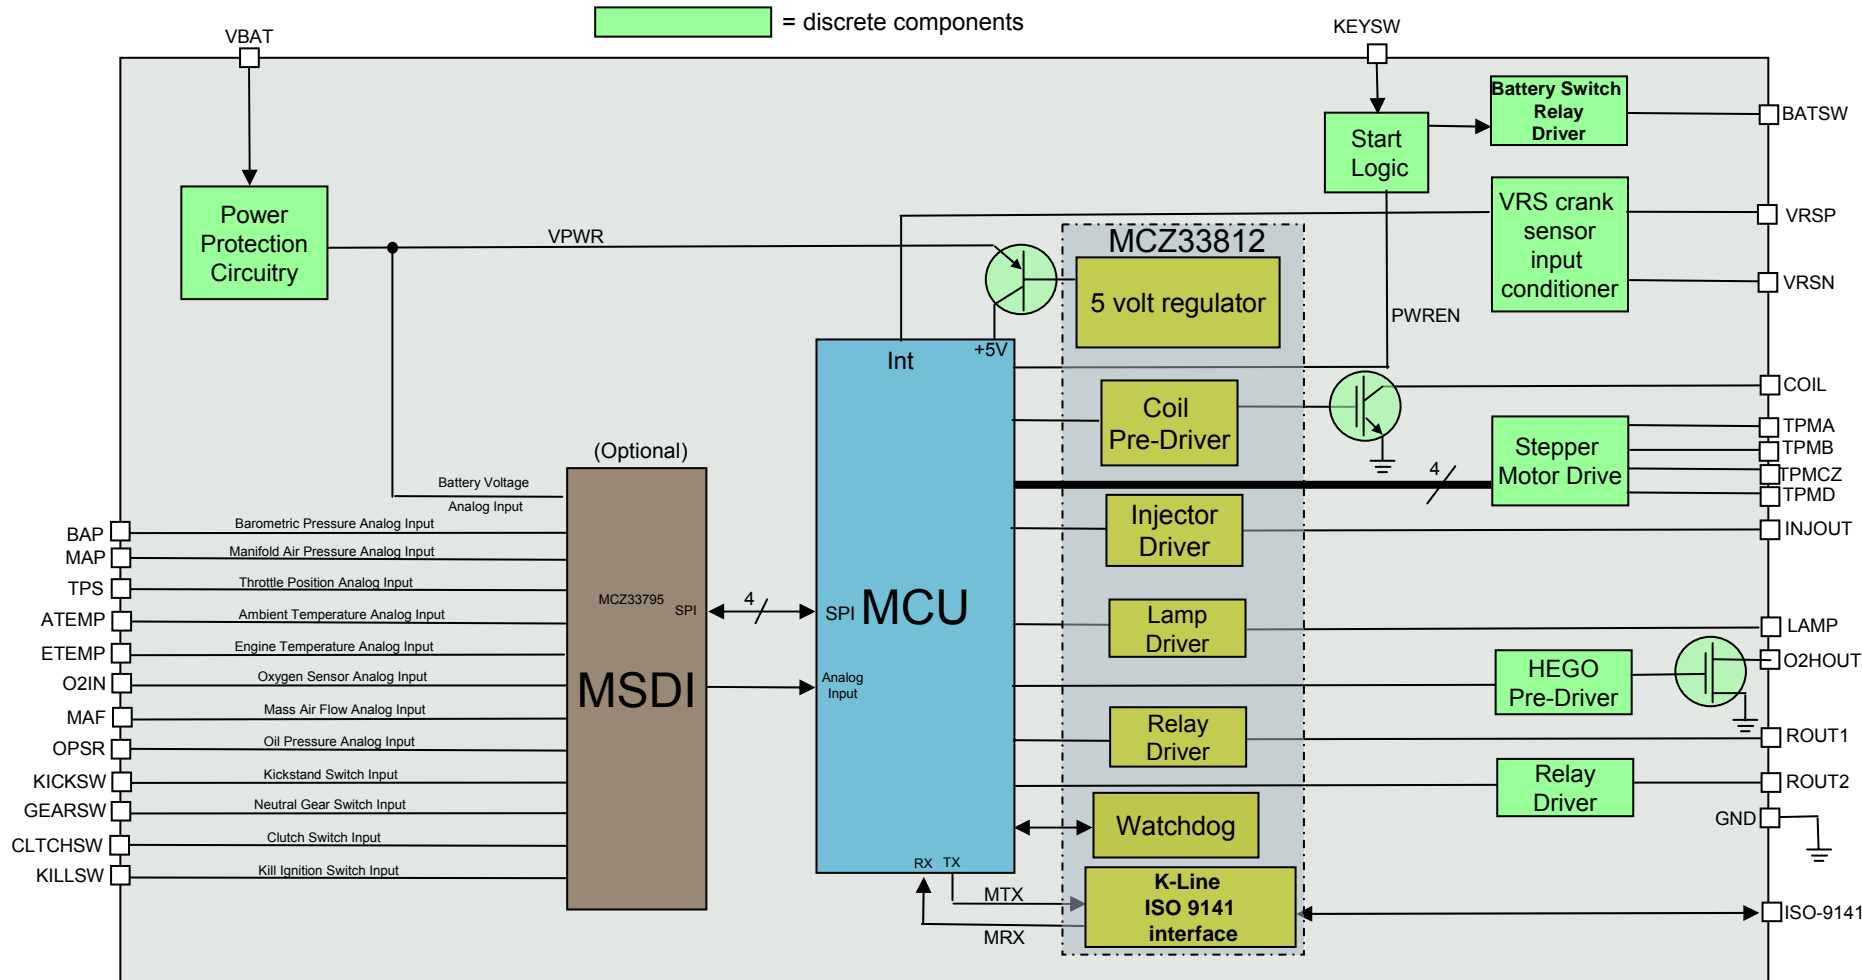 = discrete components
VBAT
KEYSW
Battery Switch
Relay
Driver
BATSW
Start
Logic
Power
Protection
Circuitry
VPWR
VRS crank
sensor
input
conditioner
VRSP
VRSN
MCZ33812
5 volt regulator
PWREN
Int
+5V
Coil
Pre-Driver
COIL
Stepper
Motor Drive
4
TPMA
TPMB
TPMCZ
TPMD
(Optional)
Battery Voltage
Analog Input
BAP
Barometric Pressure Analog Input
MAP
Manifold Air Pressure Analog Input
TPS
Throttle Position Analog Input
ATEMP
Ambient Temperature Analog Input
ETEMP
Engine Temperature Analog Input
O2IN
Oxygen Sensor Analog Input
MAF
Mass Air Flow Analog Input
OPSR
Oil Pressure Analog Input
KICKSW
Kickstand Switch Input
GEARSW
Neutral Gear Switch Input
CLTCHSW
Clutch Switch Input
KILLSW
Kill Ignition Switch Input
MCZ33795
SPI
MSDI
4
SPI
MCU
Analog
Input
Injector
Driver
INJOUT
Lamp
Driver
LAMP
HEGO
Pre-Driver
O2HOUT
Relay
Driver
ROUT1
Relay
Driver
ROUT2
GND
Watchdog
RX
TX
MTX
MRX
K-Line
ISO 9141
interface
ISO-9141